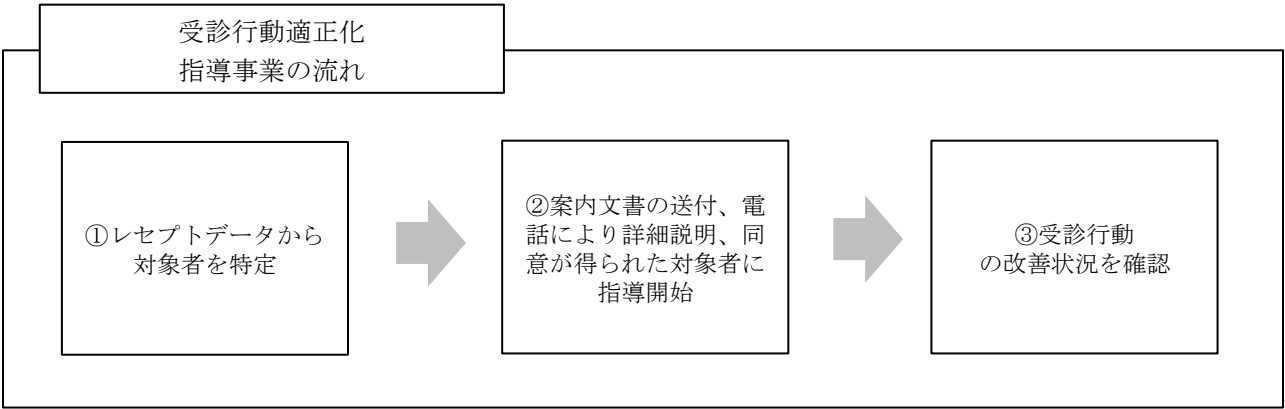 受診行動適正化
指導事業の流れ
①レセプトデータから
対象者を特定
②案内文書の送付、電
話により詳細説明、同
意が得られた対象者に
指導開始
③受診行動
の改善状況を確認